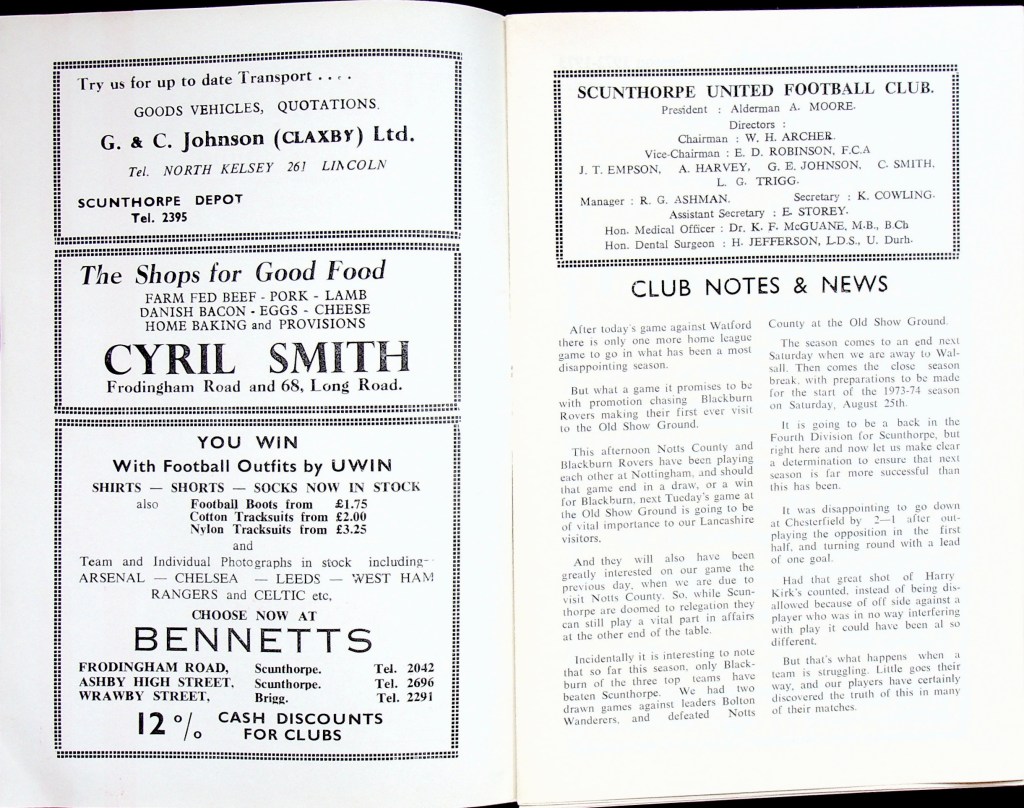 Try us for up to date Transport . . . .
GOODS VEHICLES, QUOTATIONS.
G. & C. Johnson (CLAXBY) Ltd.
Tel. NORTH KELSEY 261 LINCOLN
SCUNTHORPE DEPOT
Tel. 2395
The Shops for Good Food
FARM FED BEEF - PORK - LAMB
DANISH BACON - EGGS - CHEESE
HOME BAKING and PROVISIONS
CYRIL SMITH
Frodingham Road and 68, Long Road.
YOU WIN
With Football Outfits by UWIN
SHIRTS — SHORTS — SOCKS NOW IN STOCK
also Football Boots from £1.75
Cotton Tracksuits from £2.00
Nylon Tracksuits from £3.25
and
Team and Individual Photographs in stock including-
ARSENAL — CHELSEA — LEEDS — WEST HAM
RANGERS and CELTIC etc,
CHOOSE NOW AT
BENNETTS
FRODINGHAM ROAD, Scunthorpe. Tel. 2042
ASHBY HIGH STREET, Scunthorpe. Tel. 2696
WRAWBY STREET, Brigg. Tel. 2291
12 % CASH DISCOUNTS
FOR CLUBS
SCUNTHORPE UNITED FOOTBALL CLUB.
President : Alderman A. MOORE.
Directors :
Chairman : W. H. ARCHER.
Vice-Chairman : E. D. ROBINSON, F.C.A
J. T. EMPSON, A. HARVEY, G. E. JOHNSON, C. SMITH,
L. G. TRIGG.
Manager : R. G. ASHMAN. Secretary : K. COWLING.
Assistant Secretary : E. STOREY.
Hon. Medical Officer : Dr. K. F. McGUANE, M.B., B.Ch
Hon. Dental Surgeon : H. JEFFERSON, L.D.S., U. Durh.
CLUB NOTES & NEWS
After today's game against Watford
there is only one more home league
game to go in what has been a most
disappointing season.
But what a game it promises to be
with promotion chasing Blackburn
Rovers making their first ever visit
to the Old Show Ground.
This afternoon Notts County and
Blackburn Rovers have been playing
each other at Nottingham, and should
that game end in a draw, or a win
for Blackburn, next Tueday's game at
the Old Show Ground is going to be
of vital importance to our Lancashire
visitors.
And they will also have been
greatly interested on our game the
previous day, when we are due to
visit Notts County. So, while Scun-
thorpe are doomed to relegation they
can still play a vital part in affairs
at the other end of the table.
Incidentally it is interesting to note
that so far this season, only Black-
burn of the three top teams have
beaten Scunthorpe. We had two
drawn games against leaders Bolton
Wanderers, and defeated Notts
County at the Old Show Ground.
The season comes to an end next
Saturday when we are away to Wal-
sall. Then comes the close season
break, with preparations to be made
for the start of the 1973-74 season
on Saturday, August 25th.
It is going to be a back in the
Fourth Division for Scunthorpe, but
right here and now let us make clear
a determination to ensure that next
season is far more successful than
this has been.
It was disappointing to go down
at Chesterfield by 2—1 after out-
playing the opposition in the first
half, and turning round with a lead
of one goal.
Had that great shot of Harry
Kirk's counted, instead of being dis-
allowed because of off side against a
player who was in no way interfering
with play it could have been al so
different.
But that's what happens when a
team is struggling. Little goes their
way, and our players have certainly
discovered the truth of this in many
of their matches.